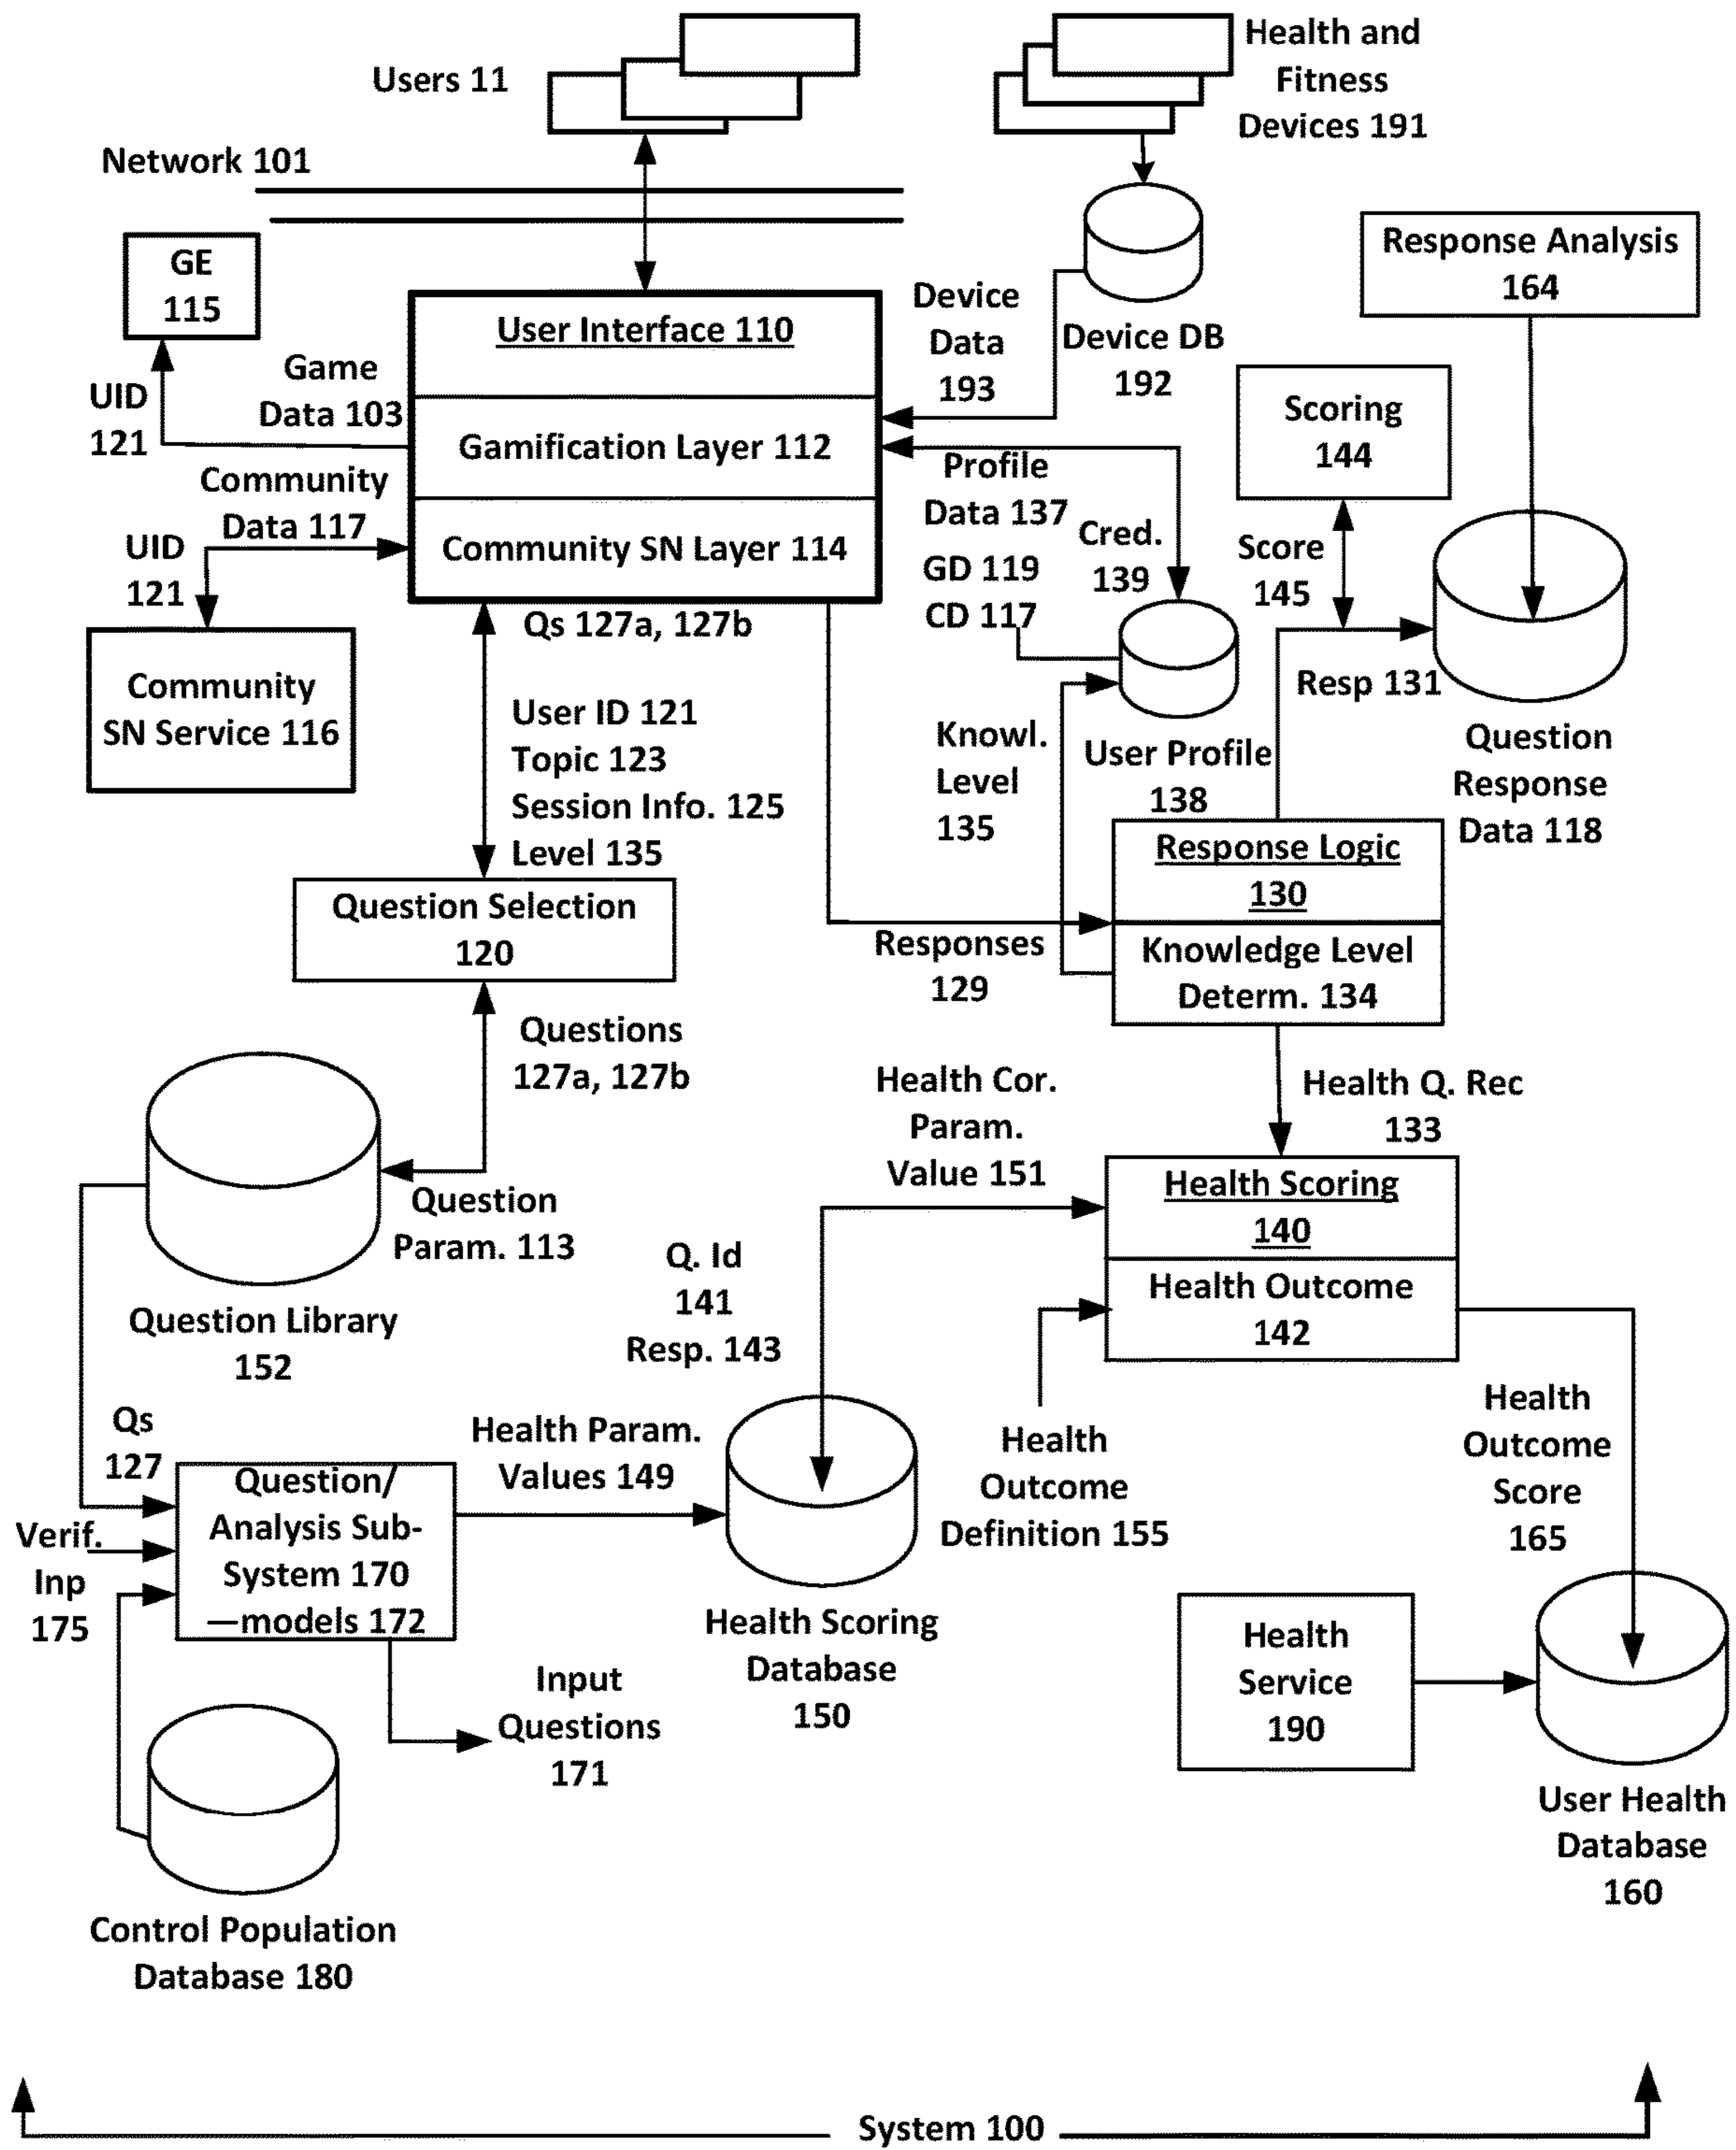 Users 11
Health and
Fitness
Devices 191
Network 101
GE
115
User Interface 110
Gamification Layer 112
Community SN Layer 114
Device
Data
193
Device DB
192
Response Analysis
164
Scoring
144
Game
Data 103
UID
121
Community
Data 117
UID
121
Community
SN Service 116
Profile
Data 137
GD 119
CD 117
Cred.
139
Score
145
Resp 131
Question
Response
Data 118
Qs 127a, 127b
User ID 121
Topic 123
Session Info. 125
Level 135
Knowl.
Level
135
User Profile
138
Response Logic
130
Knowledge Level
Determ. 134
Question Selection
120
Responses
129
Questions
127a, 127b
Health Cor.
Param.
Value 151
Health Q. Rec
133
Question
Param. 113
Question Library
152
Health Scoring
140
Health Outcome
142
Q. Id
141
Resp. 143
Health
Outcome
Score
165
Qs
127
Health Param.
Values 149
Health
Outcome
Definition 155
Verif.
Inp
175
Question/
Analysis Sub-
System 170
—models 172
Health Scoring
Database
150
Input
Questions
171
Health
Service
190
User Health
Database
160
Control Population
Database 180
System 100